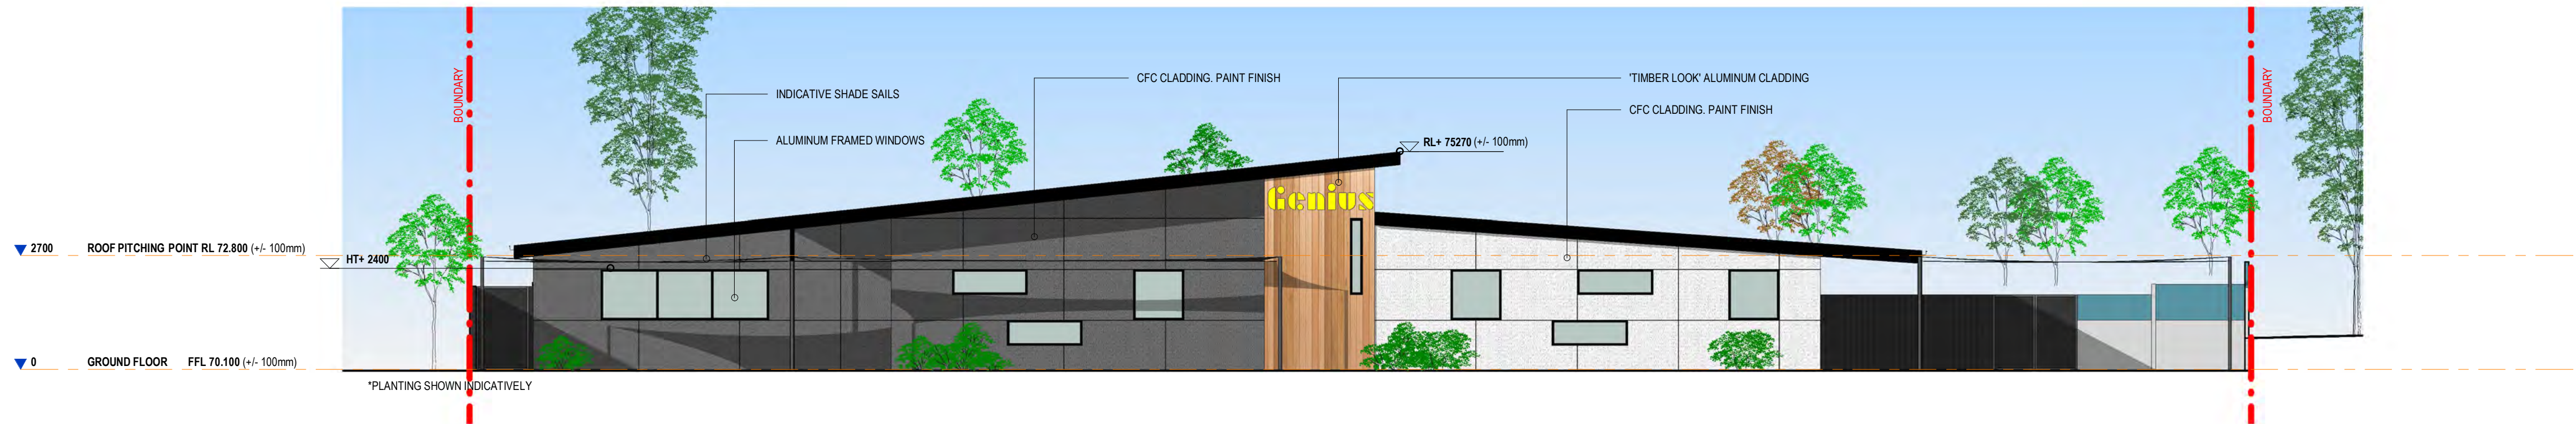 BOUNDARY
BOUNDARY
CFC CLADDING. PAINT FINISH
'TIMBER LOOK' ALUMINUM CLADDING
INDICATIVE SHADE SAILS
CFC CLADDING. PAINT FINISH
ALUMINUM FRAMED WINDOWS
RL+ 75270 (+/- 100mm)
Genius
2700 ROOF PITCHING POINT RL 72.800 (+/- 100mm)
HT+ 2400
0 GROUND FLOOR FFL 70.100 (+/- 100mm)
*PLANTING SHOWN INDICATIVELY